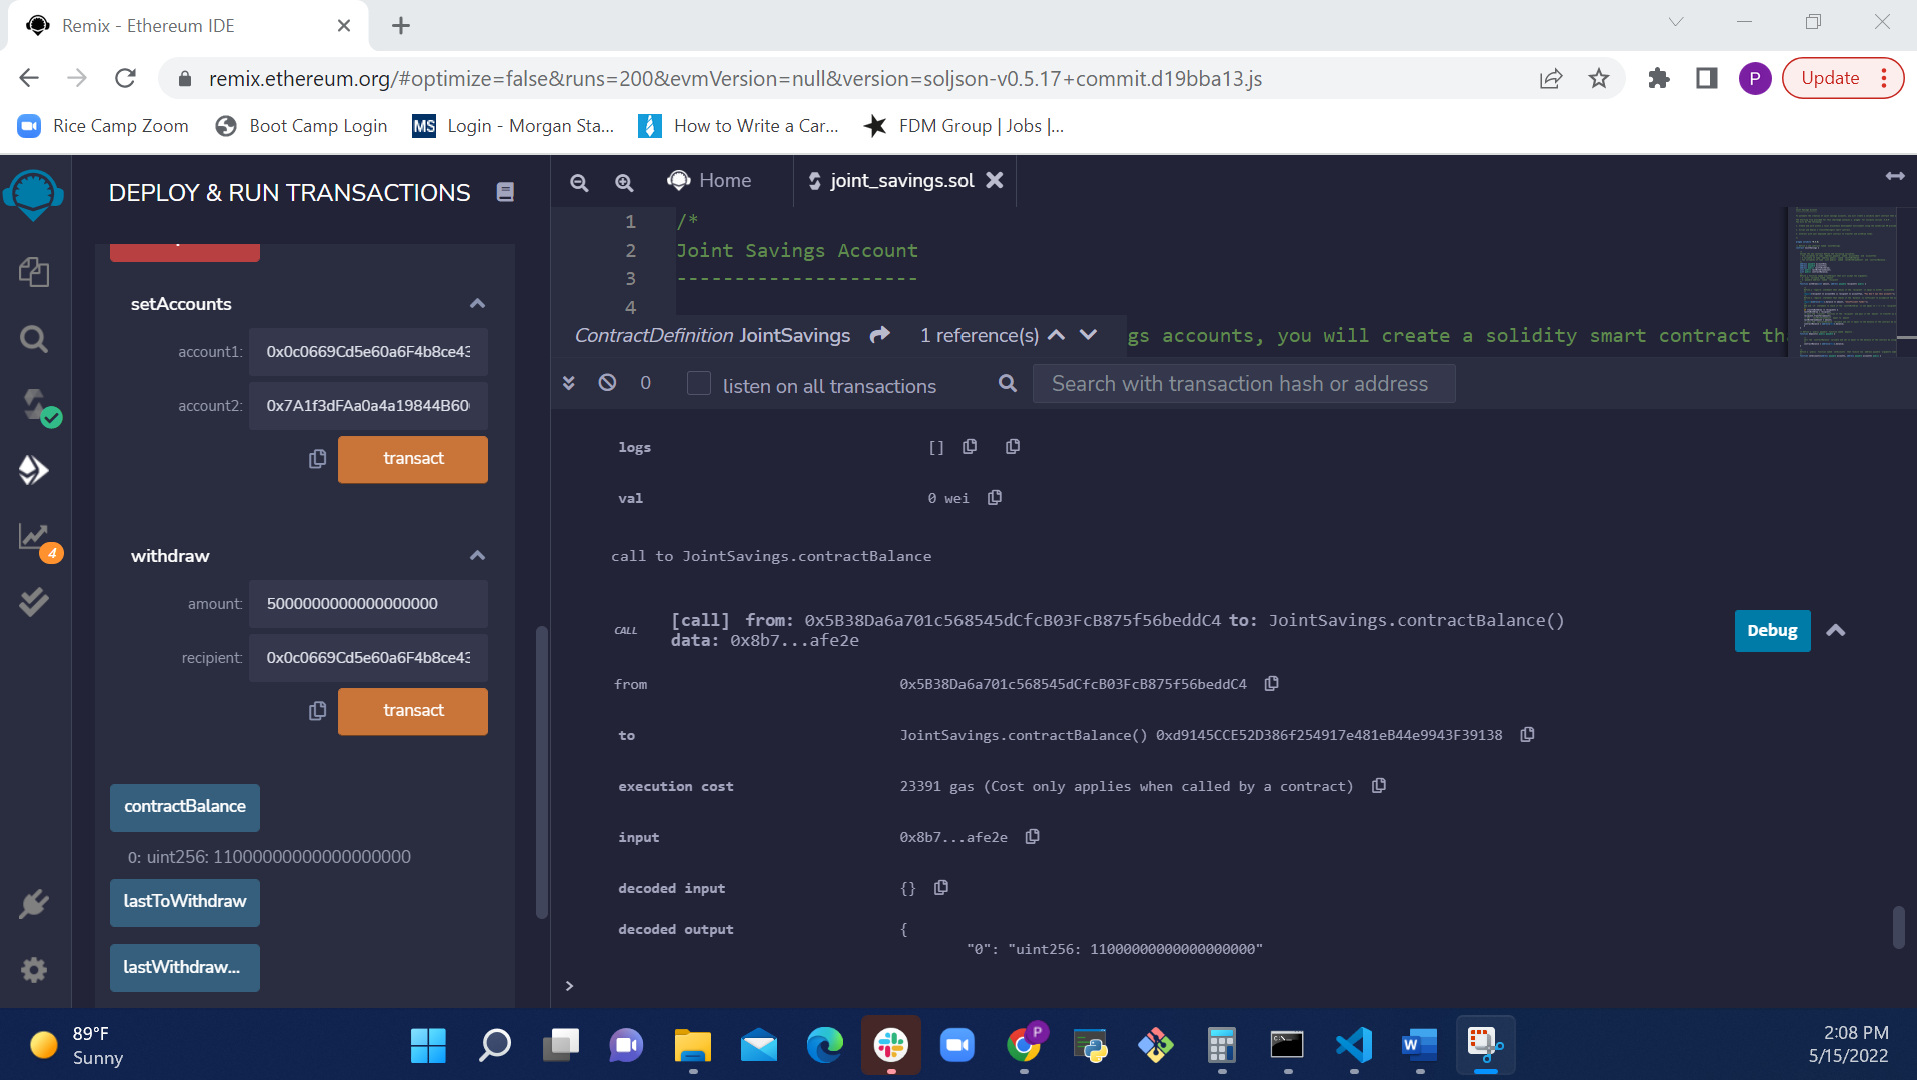 Remix - Ethereum IDE
remix.ethereum.org/#optimize=false&runs=200&evmVersion=null&version=soljson-v0.5.17+commit.d19bba13.js
P
Update
Rice Camp Zoom
Boot Camp Login
MS
Login - Morgan Sta...
How to Write a Car...
FDM Group | Jobs |...
DEPLOY & RUN TRANSACTIONS
setAccounts
account1:
0x0c0669Cd5e60a6F4b8ce43
account2:
0x7A1f3dFAa0a4a19844B60
transact
withdraw
amount:
5000000000000000000
recipient:
0x0c0669Cd5e60a6F4b8ce43
transact
contractBalance
0: uint256: 11000000000000000000
lastToWithdraw
lastWithdraw...
4
Home
joint_savings.sol
1 /*
2 Joint Savings Account
3 ---------------------
4
ContractDefinition JointSavings
1 reference(s)
gs accounts, you will create a solidity smart contract th
0
listen on all transactions
Search with transaction hash or address
logs []
val 0 wei
call to JointSavings.contractBalance
CALL
[call] from: 0x5B38Da6a701c568545dCfcB03FcB875f56beddC4 to: JointSavings.contractBalance()
data: 0x8b7...afe2e
Debug
from 0x5B38Da6a701c568545dCfcB03FcB875f56beddC4
to JointSavings.contractBalance() 0xd9145CCE52D386f254917e481eB44e9943F39138
execution cost 23391 gas (Cost only applies when called by a contract)
input 0x8b7...afe2e
decoded input {}
decoded output {
"0": "uint256: 11000000000000000000"
>
89°F
Sunny
P
W
2:08 PM
5/15/2022